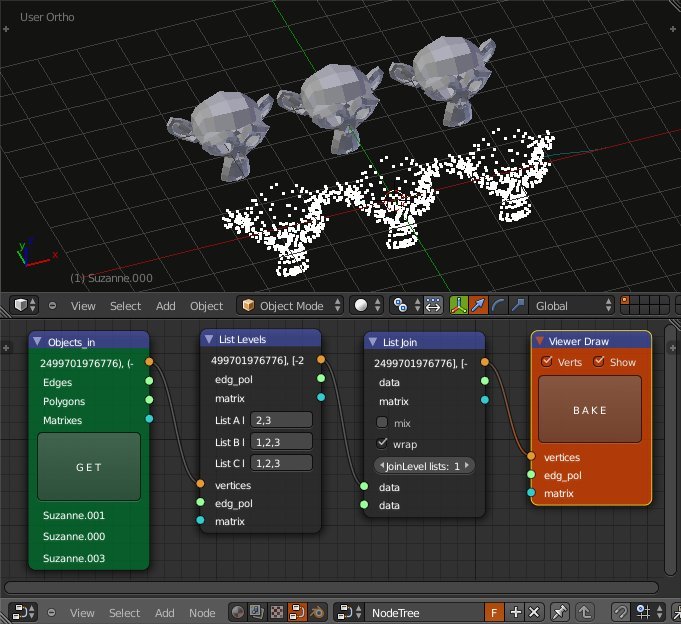 User Ortho
y
x
(1) Suzanne.000
View Select Add Object Object Mode Global
Objects_in
2499701976776), (-
Edges
Polygons
Matrixes
GET
Suzanne.001
Suzanne.000
Suzanne.003
List Levels
499701976776], [-2
edg_pol
matrix
List A l 2,3
List B l 1,2,3
List C l 1,2,3
vertices
edg_pol
matrix
List Join
2499701976776], [-
data
matrix
mix
wrap
JoinLevel lists: 1
data
data
Viewer Draw
Verts Show
BAKE
vertices
edg_pol
matrix
View Select Add Node NodeTree F